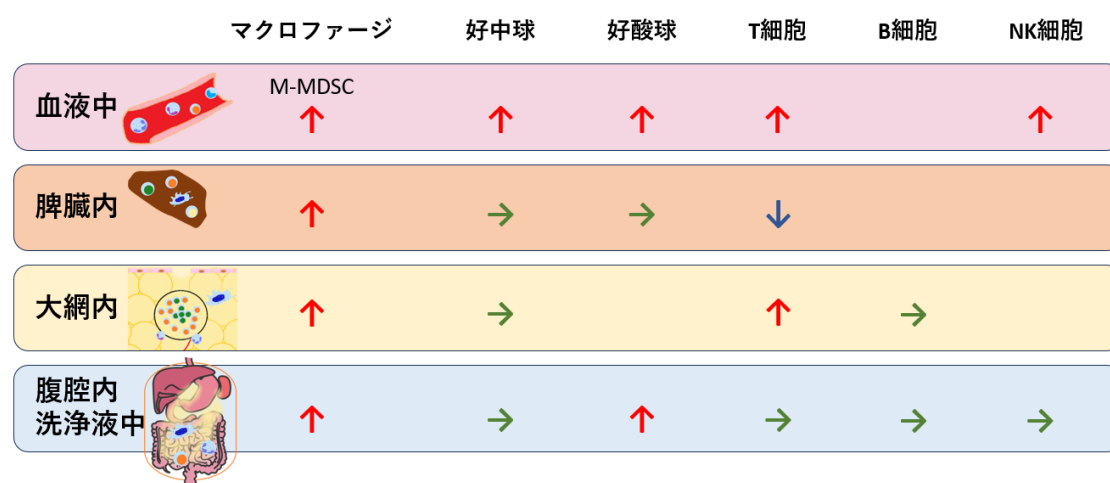 マクロファージ 好中球 好酸球 T細胞 B細胞 NK細胞
血液中 M-MDSC ↑ ↑ ↑ ↑ ↑
脾臓内 ↑ → → ↓
大網内 ↑ → ↑ →
腹腔内
洗浄液中 ↑ → ↑ → → →